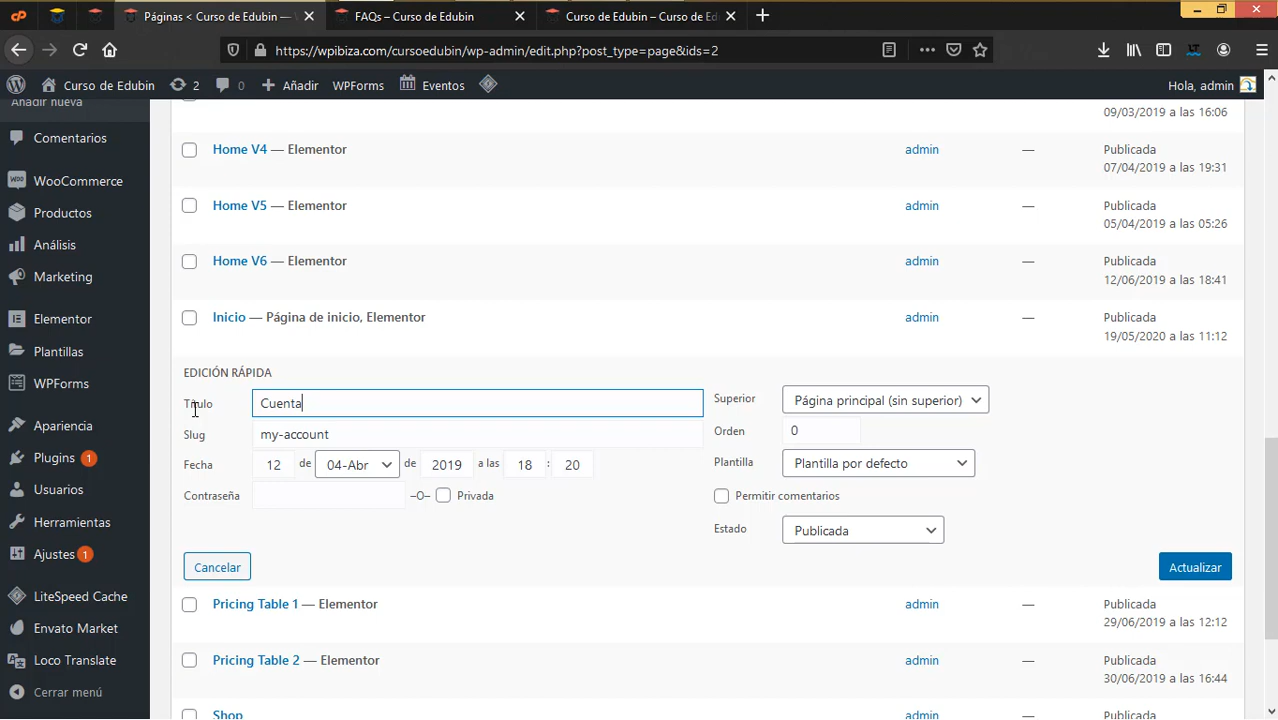 Páginas < Curso de Edubin —
FAQs – Curso de Edubin
Curso de Edubin – Curso de Ed
https://wpibiza.com/cursoedubin/wp-admin/edit.php?post_type=page&ids=2
Curso de Edubin
2
0
Añadir
WPForms
Eventos
Hola, admin
Añadir nueva
Comentarios
WooCommerce
Productos
Análisis
Marketing
Elementor
Plantillas
WPForms
Apariencia
Plugins 1
Usuarios
Herramientas
Ajustes 1
LiteSpeed Cache
Envato Market
Loco Translate
Cerrar menú
09/03/2019 a las 16:06
Home V4 — Elementor admin — Publicada
07/04/2019 a las 19:31
Home V5 — Elementor admin — Publicada
05/04/2019 a las 05:26
Home V6 — Elementor admin — Publicada
12/06/2019 a las 18:41
Inicio — Página de inicio, Elementor admin — Publicada
19/05/2020 a las 11:12
EDICIÓN RÁPIDA
Título Cuenta
Slug my-account
Fecha 12 de 04-Abr de 2019 a las 18 : 20
Contraseña –O– Privada
Superior Página principal (sin superior)
Orden 0
Plantilla Plantilla por defecto
Permitir comentarios
Estado Publicada
Cancelar
Actualizar
Pricing Table 1 — Elementor admin — Publicada
29/06/2019 a las 12:12
Pricing Table 2 — Elementor admin — Publicada
30/06/2019 a las 16:44
Shop admin — Publicada